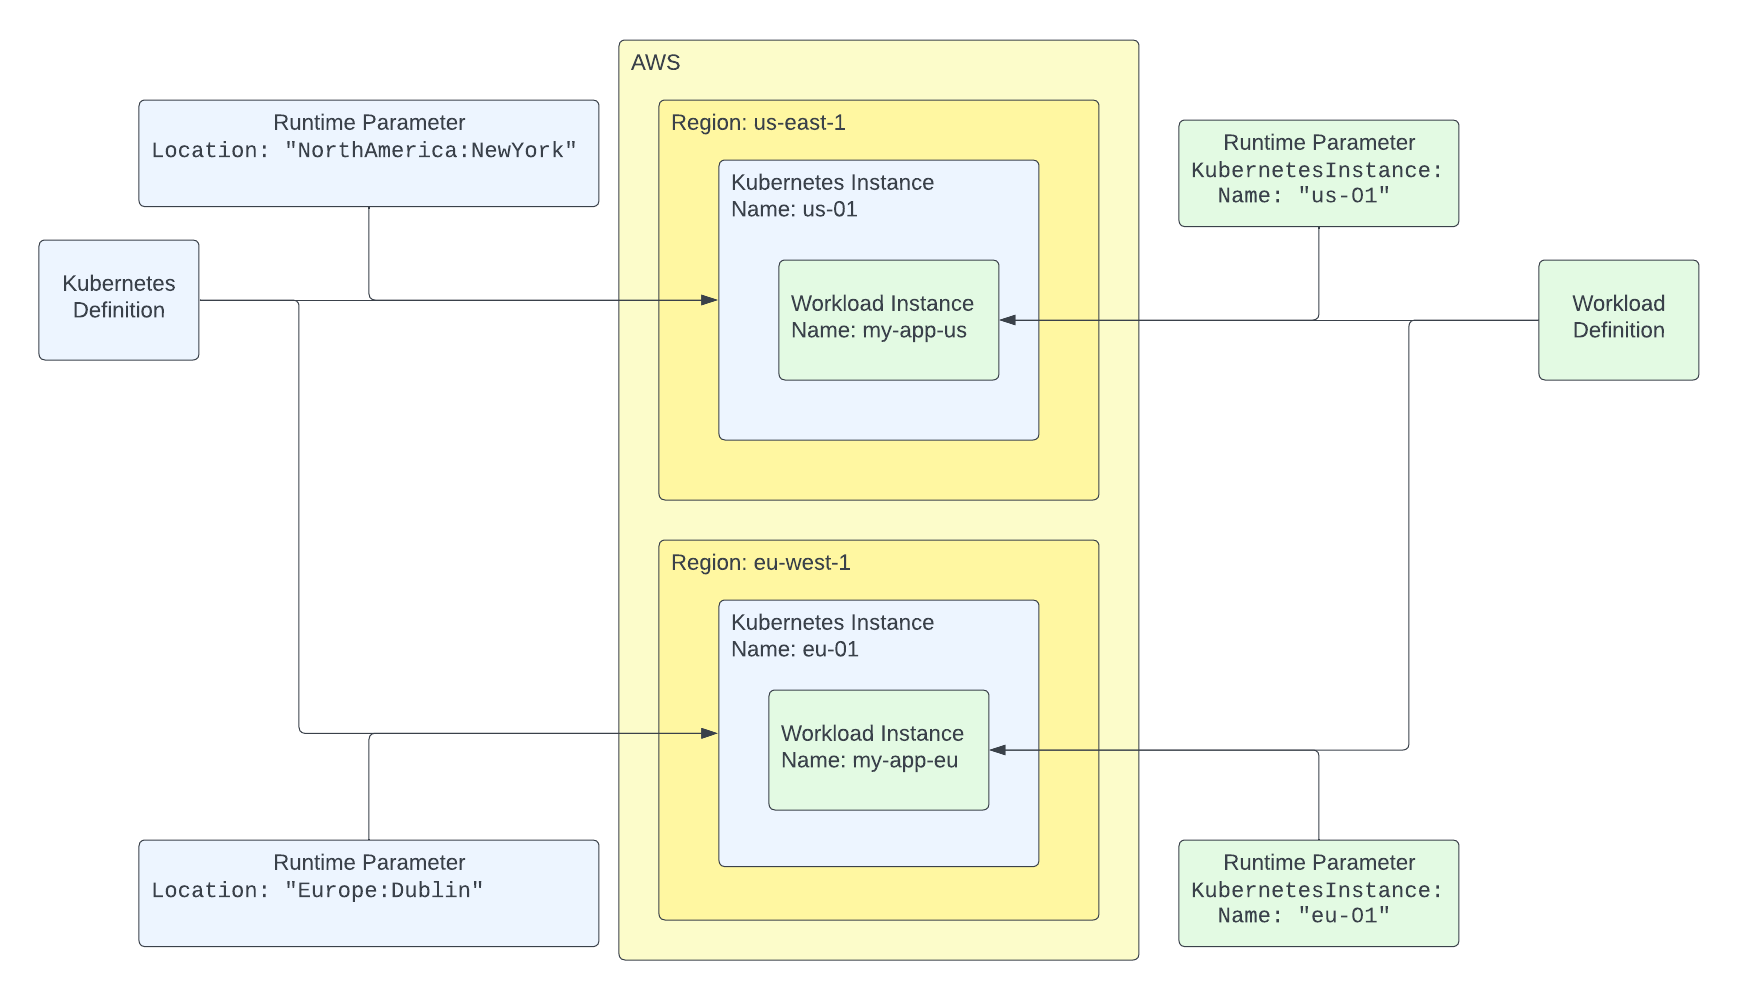 AWS
Runtime Parameter
Location: "NorthAmerica:NewYork"
Region: us-east-1
Runtime Parameter
KubernetesInstance:
Name: "us-01"
Kubernetes Instance
Name: us-01
Kubernetes
Definition
Workload Instance
Name: my-app-us
Workload
Definition
Region: eu-west-1
Kubernetes Instance
Name: eu-01
Workload Instance
Name: my-app-eu
Runtime Parameter
Location: "Europe:Dublin"
Runtime Parameter
KubernetesInstance:
Name: "eu-01"